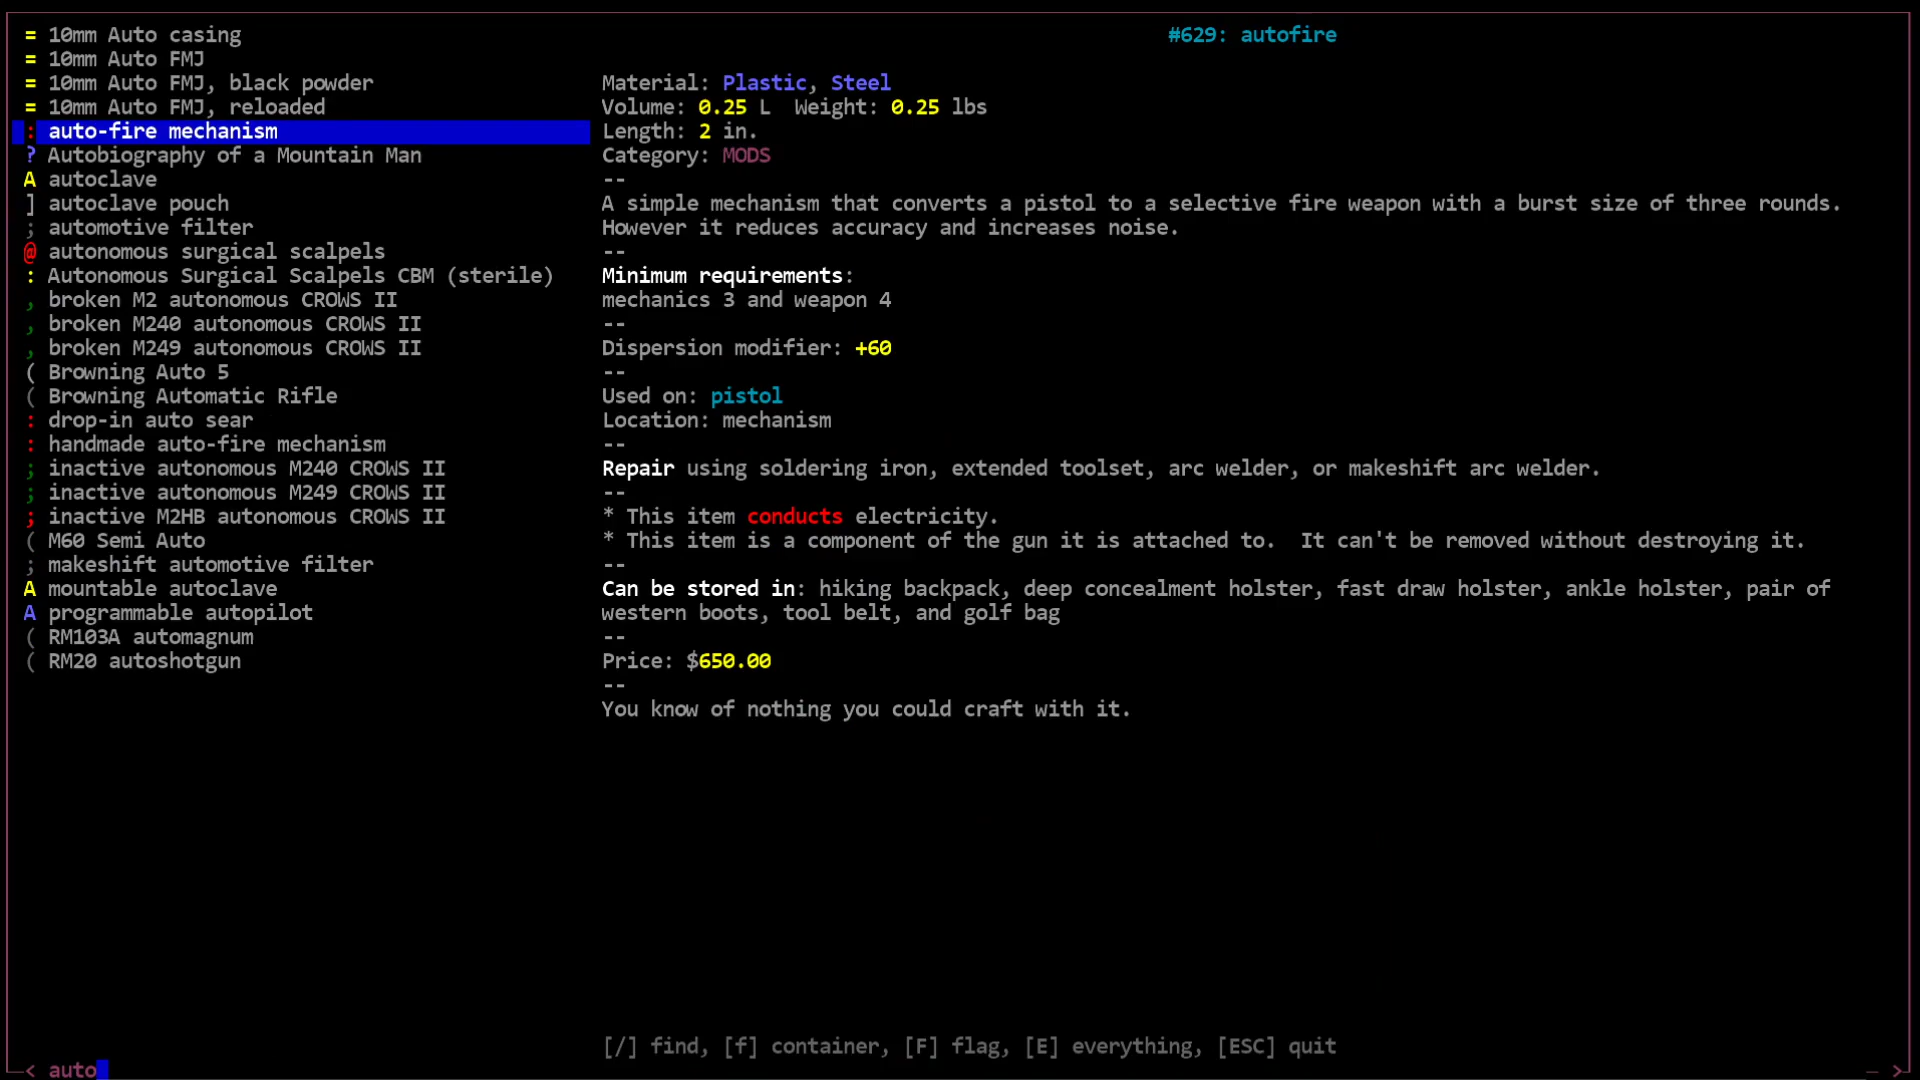 = 10mm Auto casing
= 10mm Auto FMJ
= 10mm Auto FMJ, black powder
= 10mm Auto FMJ, reloaded
: auto-fire mechanism
? Autobiography of a Mountain Man
A autoclave
] autoclave pouch
; automotive filter
@ autonomous surgical scalpels
: Autonomous Surgical Scalpels CBM (sterile)
, broken M2 autonomous CROWS II
, broken M240 autonomous CROWS II
, broken M249 autonomous CROWS II
( Browning Auto 5
( Browning Automatic Rifle
: drop-in auto sear
: handmade auto-fire mechanism
; inactive autonomous M240 CROWS II
; inactive autonomous M249 CROWS II
; inactive M2HB autonomous CROWS II
( M60 Semi Auto
; makeshift automotive filter
A mountable autoclave
A programmable autopilot
( RM103A automagnum
( RM20 autoshotgun
< auto
#629: autofire
Material: Plastic, Steel
Volume: 0.25 L  Weight: 0.25 lbs
Length: 2 in.
Category: MODS
--
A simple mechanism that converts a pistol to a selective fire weapon with a burst size of three rounds.
However it reduces accuracy and increases noise.
--
Minimum requirements:
mechanics 3 and weapon 4
--
Dispersion modifier: +60
--
Used on: pistol
Location: mechanism
--
Repair using soldering iron, extended toolset, arc welder, or makeshift arc welder.
--
* This item conducts electricity.
* This item is a component of the gun it is attached to.  It can't be removed without destroying it.
--
Can be stored in: hiking backpack, deep concealment holster, fast draw holster, ankle holster, pair of
western boots, tool belt, and golf bag
--
Price: $650.00
--
You know of nothing you could craft with it.
[/] find, [f] container, [F] flag, [E] everything, [ESC] quit
_ >